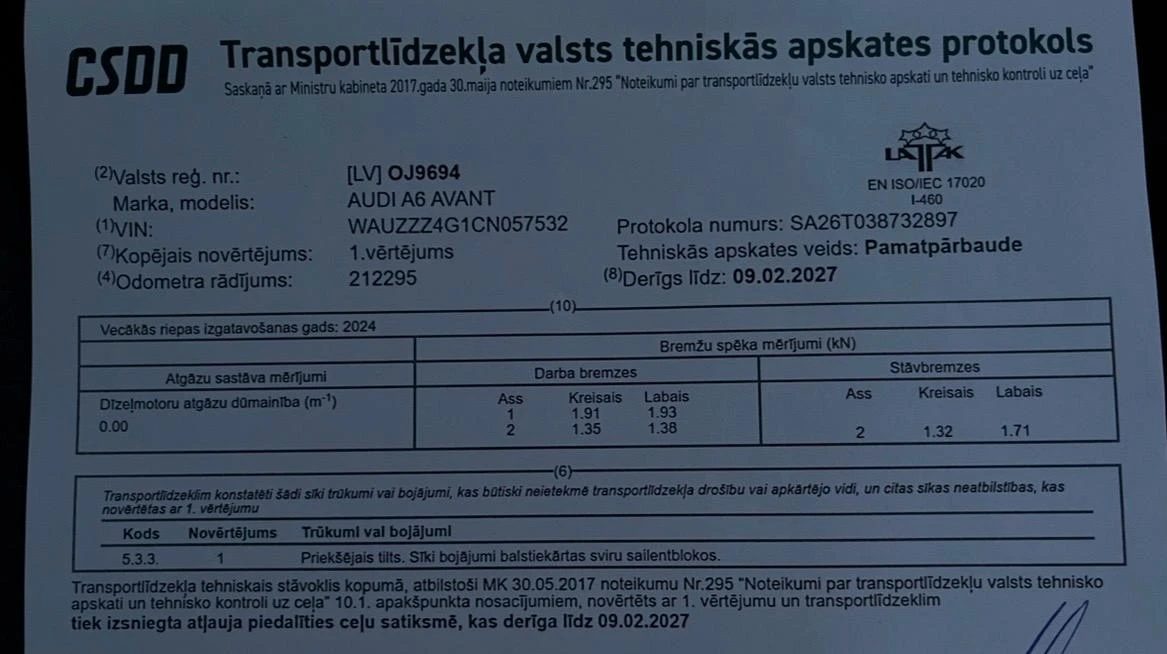 CSDD Transportlīdzekļa valsts tehniskās apskates protokols
Saskaņā ar Ministru kabineta 2017.gada 30.maija noteikumiem Nr.295 "Noteikumi par transportlīdzekļu valsts tehnisko apskati un tehnisko kontroli uz ceļa"
LATAK
EN ISO/IEC 17020
I-460
(2)Valsts reģ. nr.: [LV] OJ9694
Marka, modelis: AUDI A6 AVANT
(1)VIN: WAUZZZ4G1CN057532 Protokola numurs: SA26T038732897
(7)Kopējais novērtējums: 1.vērtējums Tehniskās apskates veids: Pamatpārbaude
(4)Odometra rādījums: 212295 (8)Derīgs līdz: 09.02.2027
(10)
Vecākās riepas izgatavošanas gads: 2024
Bremžu spēka mērījumi (kN)
Atgāzu sastāva mērījumi Darba bremzes Stāvbremzes
Dīzeļmotoru atgāzu dūmainība (m-1) Ass Kreisais Labais Ass Kreisais Labais
0.00 1 1.91 1.93
2 1.35 1.38 2 1.32 1.71
(6)
Transportlīdzeklim konstatēti šādi sīki trūkumi vai bojājumi, kas būtiski neietekmē transportlīdzekļa drošību vai apkārtējo vidi, un citas sīkas neatbilstības, kas
novērtētas ar 1. vērtējumu
Kods Novērtējums Trūkumi vai bojājumi
5.3.3. 1 Priekšējais tilts. Sīki bojājumi balstiekārtas sviru sailentblokos.
Transportlīdzekļa tehniskais stāvoklis kopumā, atbilstoši MK 30.05.2017 noteikumu Nr.295 "Noteikumi par transportlīdzekļu valsts tehnisko
apskati un tehnisko kontroli uz ceļa" 10.1. apakšpunkta nosacījumiem, novērtēts ar 1. vērtējumu un transportlīdzeklim
tiek izsniegta atļauja piedalīties ceļu satiksmē, kas derīga līdz 09.02.2027